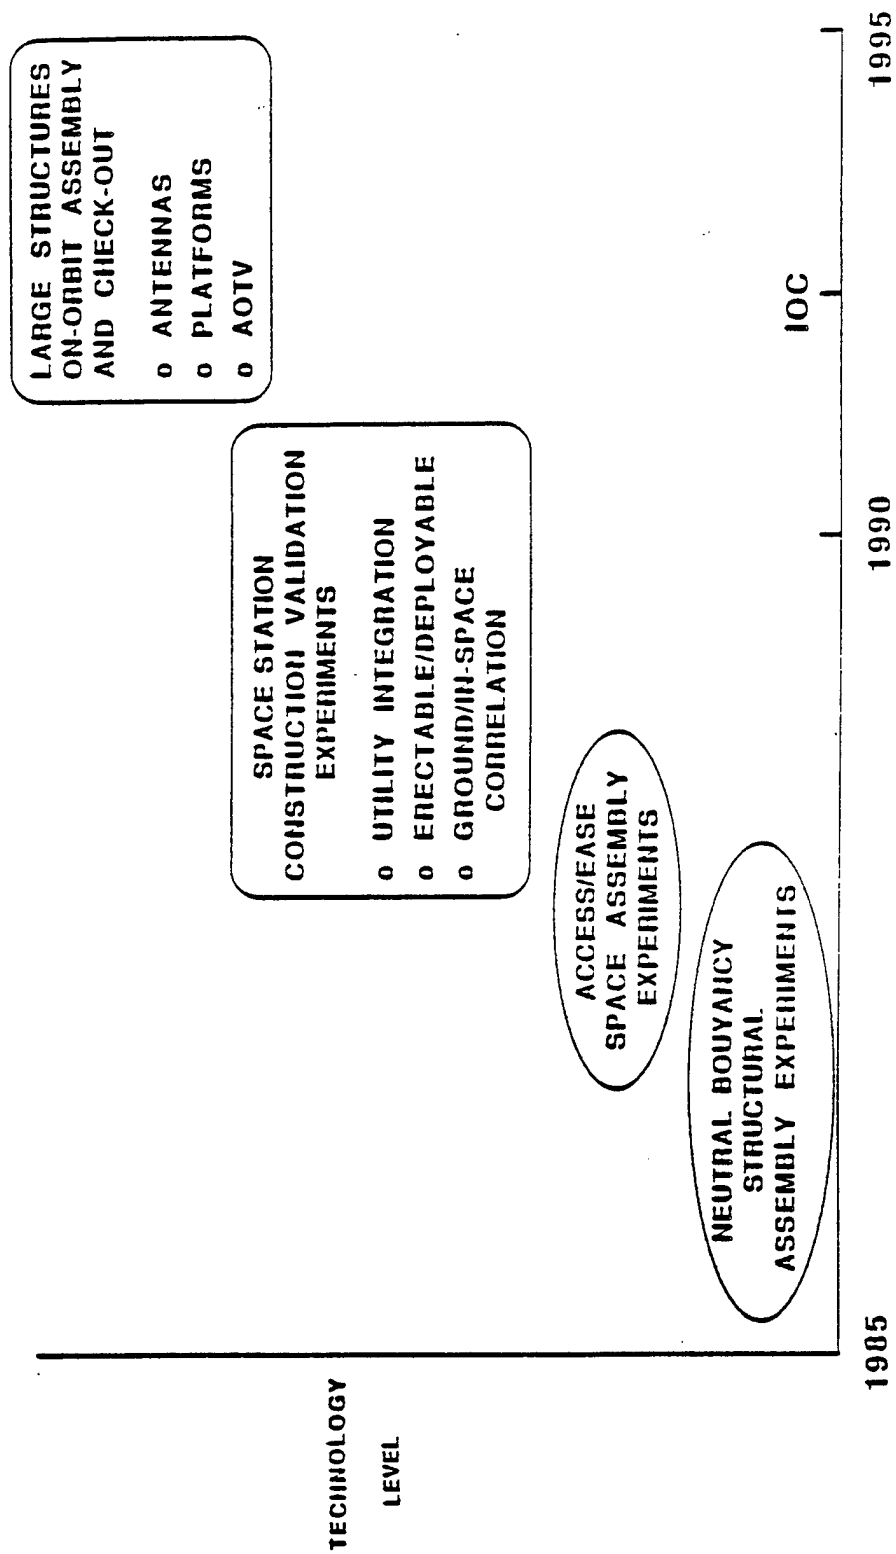 TECHNOLOGY
LEVEL
LARGE STRUCTURES
ON-ORBIT ASSEMBLY
AND CHECK-OUT
o ANTENNAS
o PLATFORMS
o AOTV
SPACE STATION
CONSTRUCTION VALIDATION
EXPERIMENTS
o UTILITY INTEGRATION
o ERECTABLE/DEPLOYABLE
o GROUND/IN-SPACE
CORRELATION
ACCESS/EASE
SPACE ASSEMBLY
EXPERIMENTS
NEUTRAL BOUYANCY
STRUCTURAL
ASSEMBLY EXPERIMENTS
IOC
1985
1990
1995